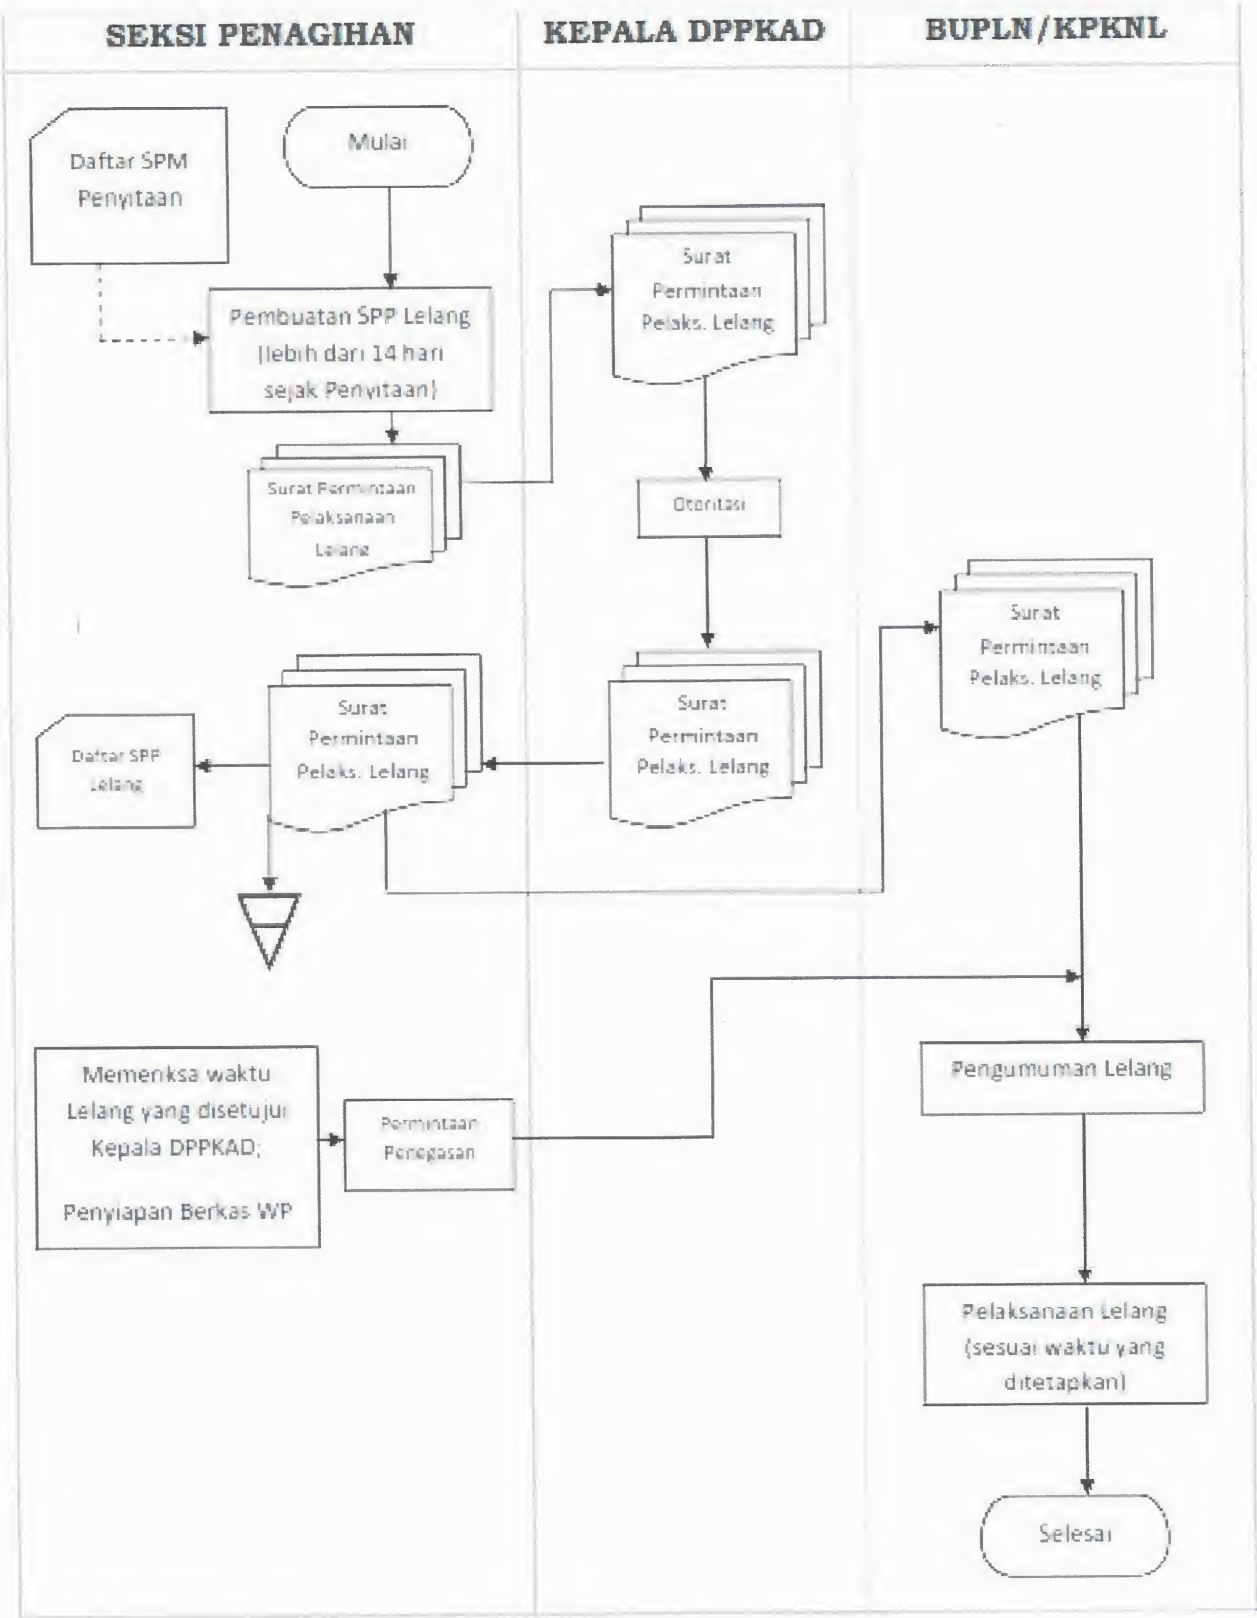 SEKSI PENAGIHAN
KEPALA DPPKAD
BUPLN/KPKNL
Daftar SPM
Penyitaan
Mulai
Pembuatan SPP Lelang
(lebih dari 14 hari
sejak Penyitaan)
Surat Permintaan
Pelaksanaan
Lelang
Surat
Permintaan
Pelaks. Lelang
Otoritasi
Surat
Permintaan
Pelaks. Lelang
Surat
Permintaan
Pelaks. Lelang
Daftar SPP
Lelang
Surat
Permintaan
Pelaks. Lelang
Memeriksa waktu
Lelang yang disetujui
Kepala DPPKAD;
Penyiapan Berkas WP
Permintaan
Penegasan
Pengumuman Lelang
Pelaksanaan Lelang
(sesuai waktu yang
ditetapkan)
Selesai